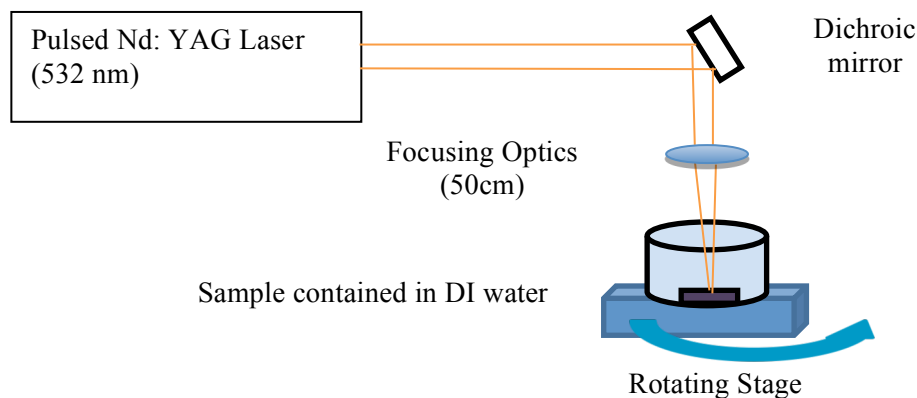 Pulsed Nd: YAG Laser
(532 nm)
Dichroic
mirror
Focusing Optics
(50cm)
Sample contained in DI water
Rotating Stage